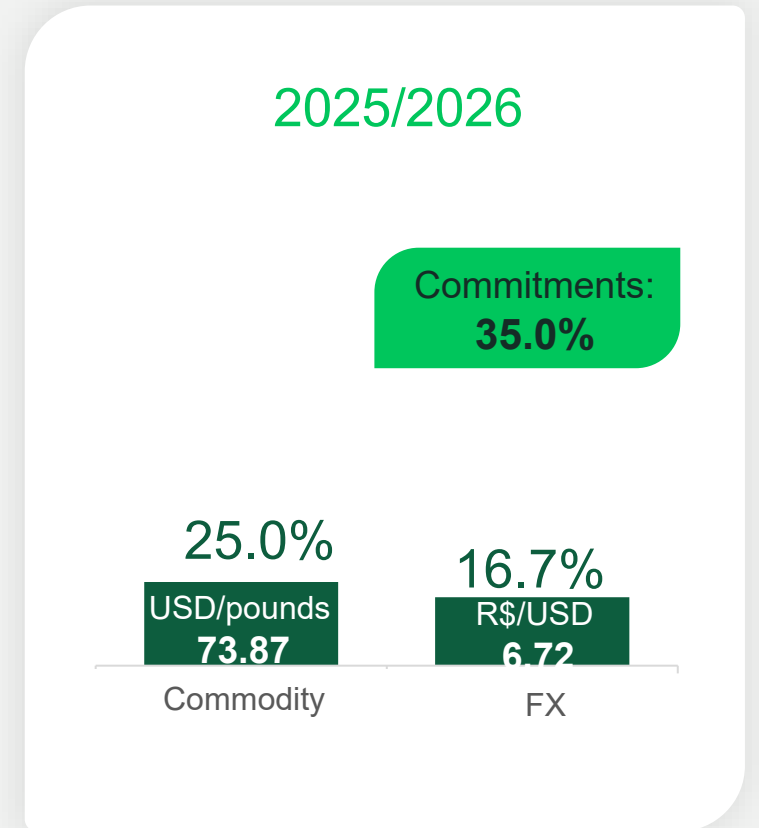 2025/2026
Commitments:
35.0%
25.0%
16.7%
USD/pounds
73.87
R$/USD
6.72
Commodity
FX